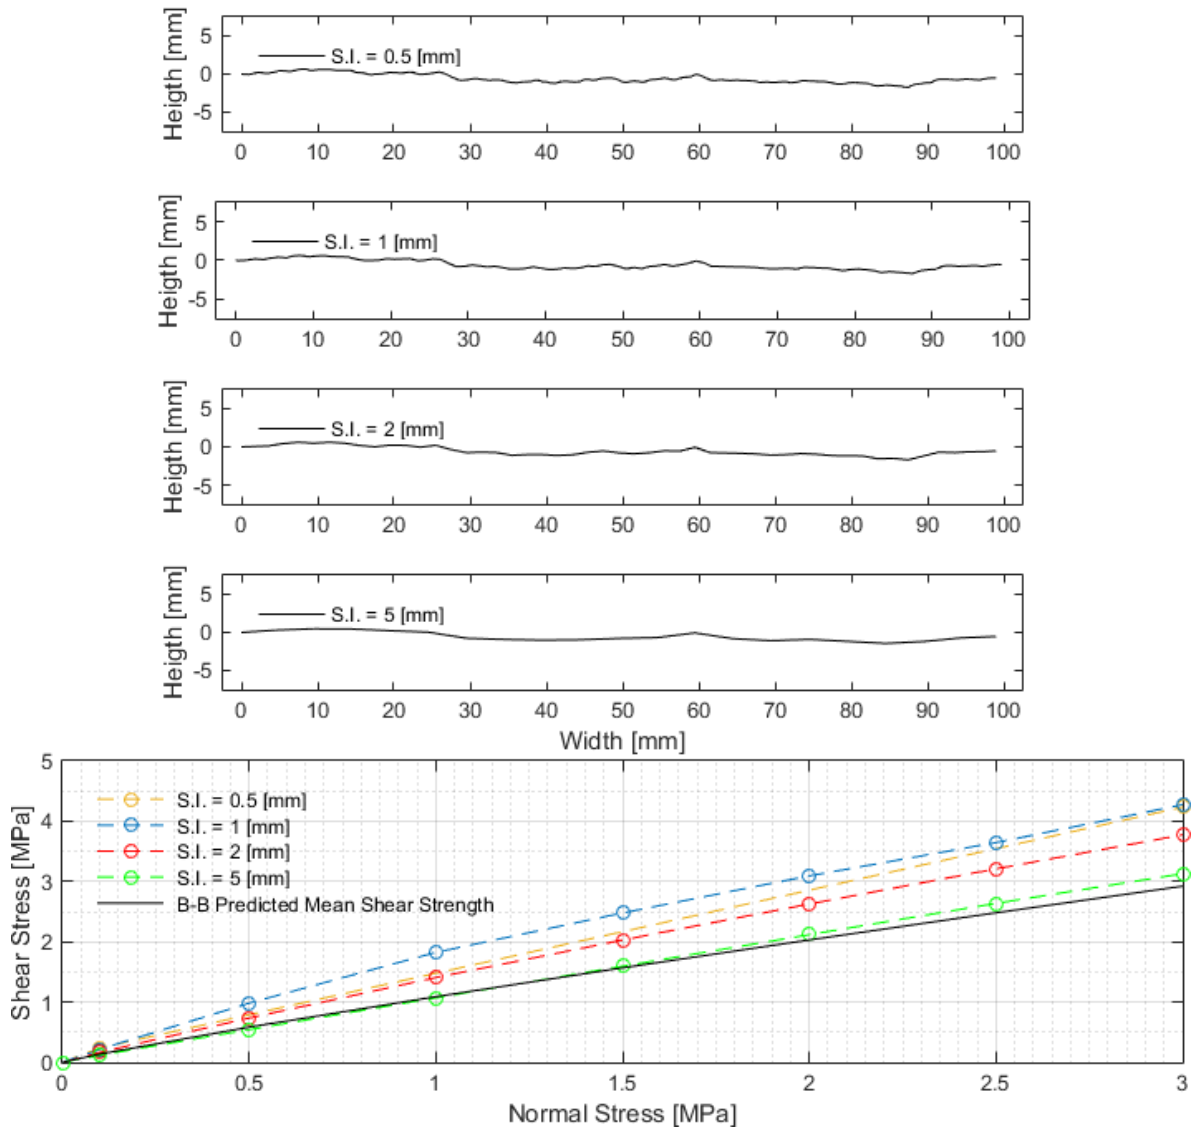 Heigth [mm]
5
0
-5
S.I. = 0.5 [mm]
0 10 20 30 40 50 60 70 80 90 100
Heigth [mm]
5
0
-5
S.I. = 1 [mm]
0 10 20 30 40 50 60 70 80 90 100
Heigth [mm]
5
0
-5
S.I. = 2 [mm]
0 10 20 30 40 50 60 70 80 90 100
Heigth [mm]
5
0
-5
S.I. = 5 [mm]
0 10 20 30 40 50 60 70 80 90 100
Width [mm]
Shear Stress [MPa]
5
4
3
2
1
0
S.I. = 0.5 [mm]
S.I. = 1 [mm]
S.I. = 2 [mm]
S.I. = 5 [mm]
B-B Predicted Mean Shear Strength
0 0.5 1 1.5 2 2.5 3
Normal Stress [MPa]